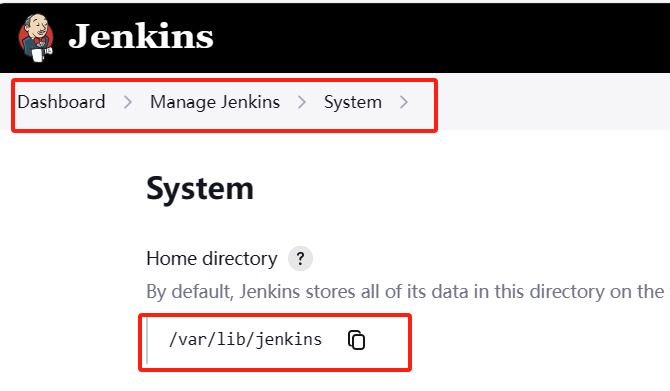 Jenkins
Dashboard > Manage Jenkins > System >
System
Home directory ?
By default, Jenkins stores all of its data in this directory on the
/var/lib/jenkins